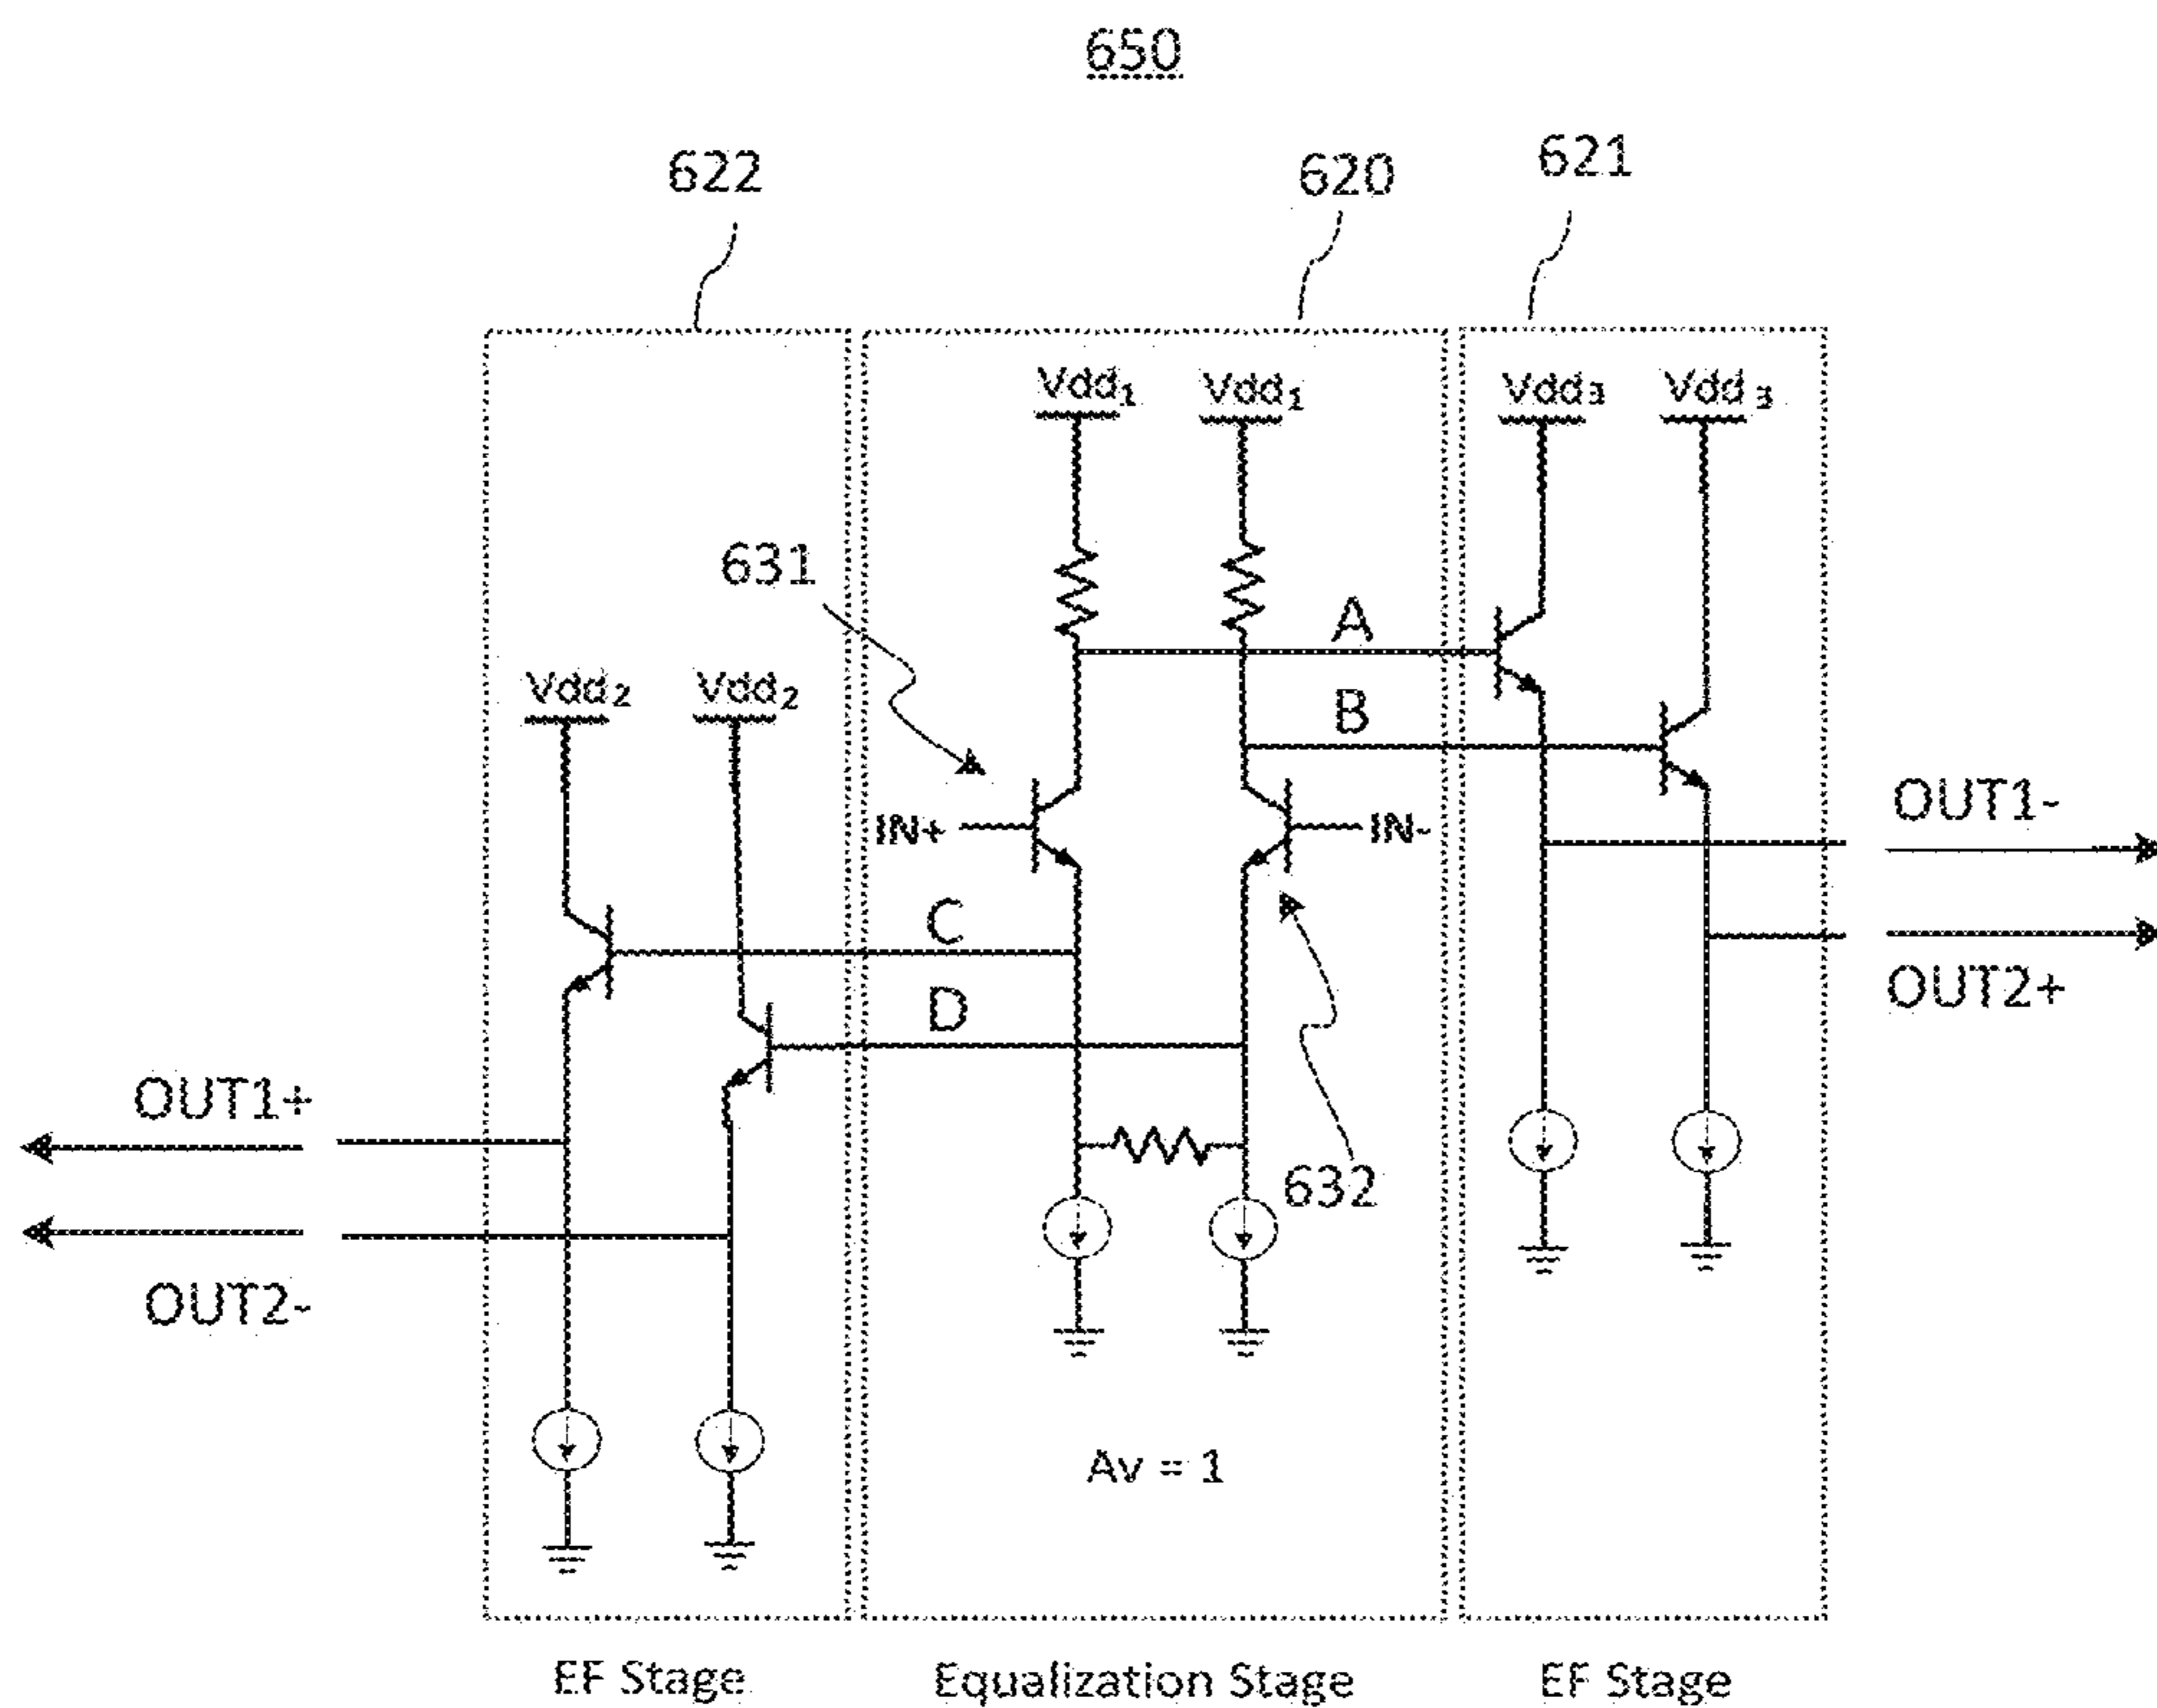 650
622
620
621
Vdd₁ Vdd₁ Vdd₃ Vdd₃
631
A
Vdd₂ Vdd₂
B
IN+ IN-
OUT1-
C
D
OUT2+
OUT1+
632
OUT2-
Av = 1
EF Stage Equalization Stage EF Stage